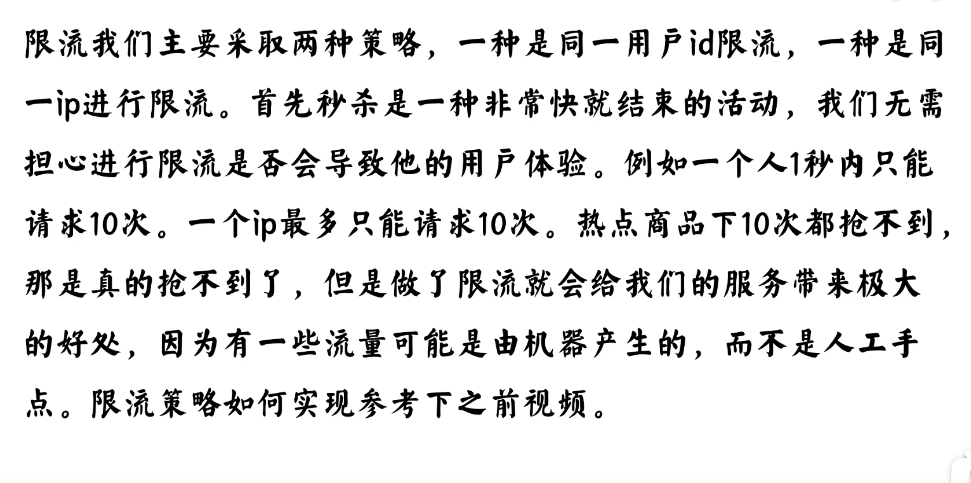 限流我们主要采取两种策略，一种是同一用户id限流，一种是同
一ip进行限流。首先秒杀是一种非常快就结束的活动，我们无需
担心进行限流是否会导致他的用户体验。例如一个人1秒内只能
请求10次。一个ip最多只能请求10次。热点商品下10次都抢不到，
那是真的抢不到了，但是做了限流就会给我们的服务带来极大
的好处，因为有一些流量可能是由机器产生的，而不是人工手
点。限流策略如何实现参考下之前视频。